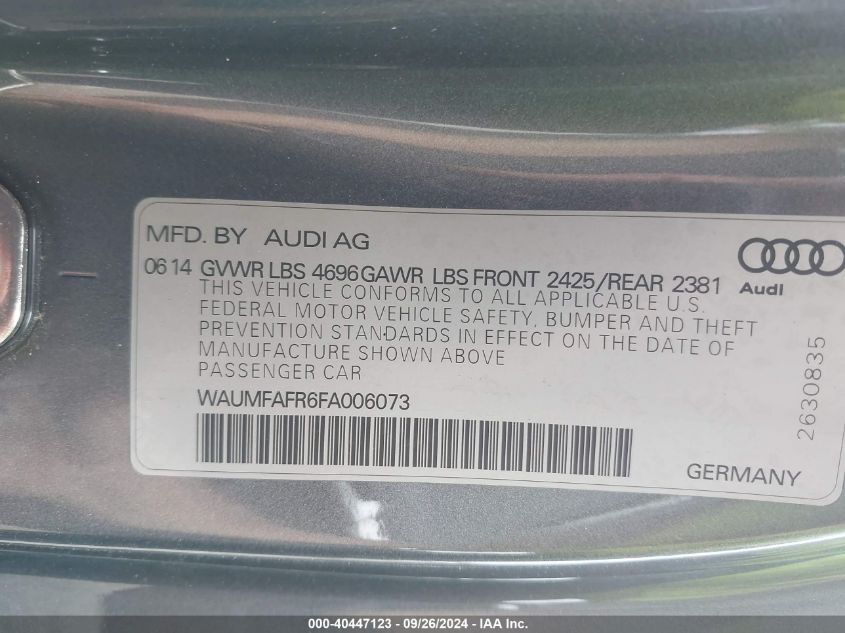 MFD. BY AUDI AG
0614 GVWR LBS 4696 GAWR LBS FRONT 2425/REAR 2381
THIS VEHICLE CONFORMS TO ALL APPLICABLE U.S.
FEDERAL MOTOR VEHICLE SAFETY, BUMPER AND THEFT
PREVENTION STANDARDS IN EFFECT ON THE DATE OF
MANUFACTURE SHOWN ABOVE
PASSENGER CAR
WAUMFAFR6FA006073
Audi
2630835
GERMANY
000-40447123 - 09/26/2024 - IAA Inc.